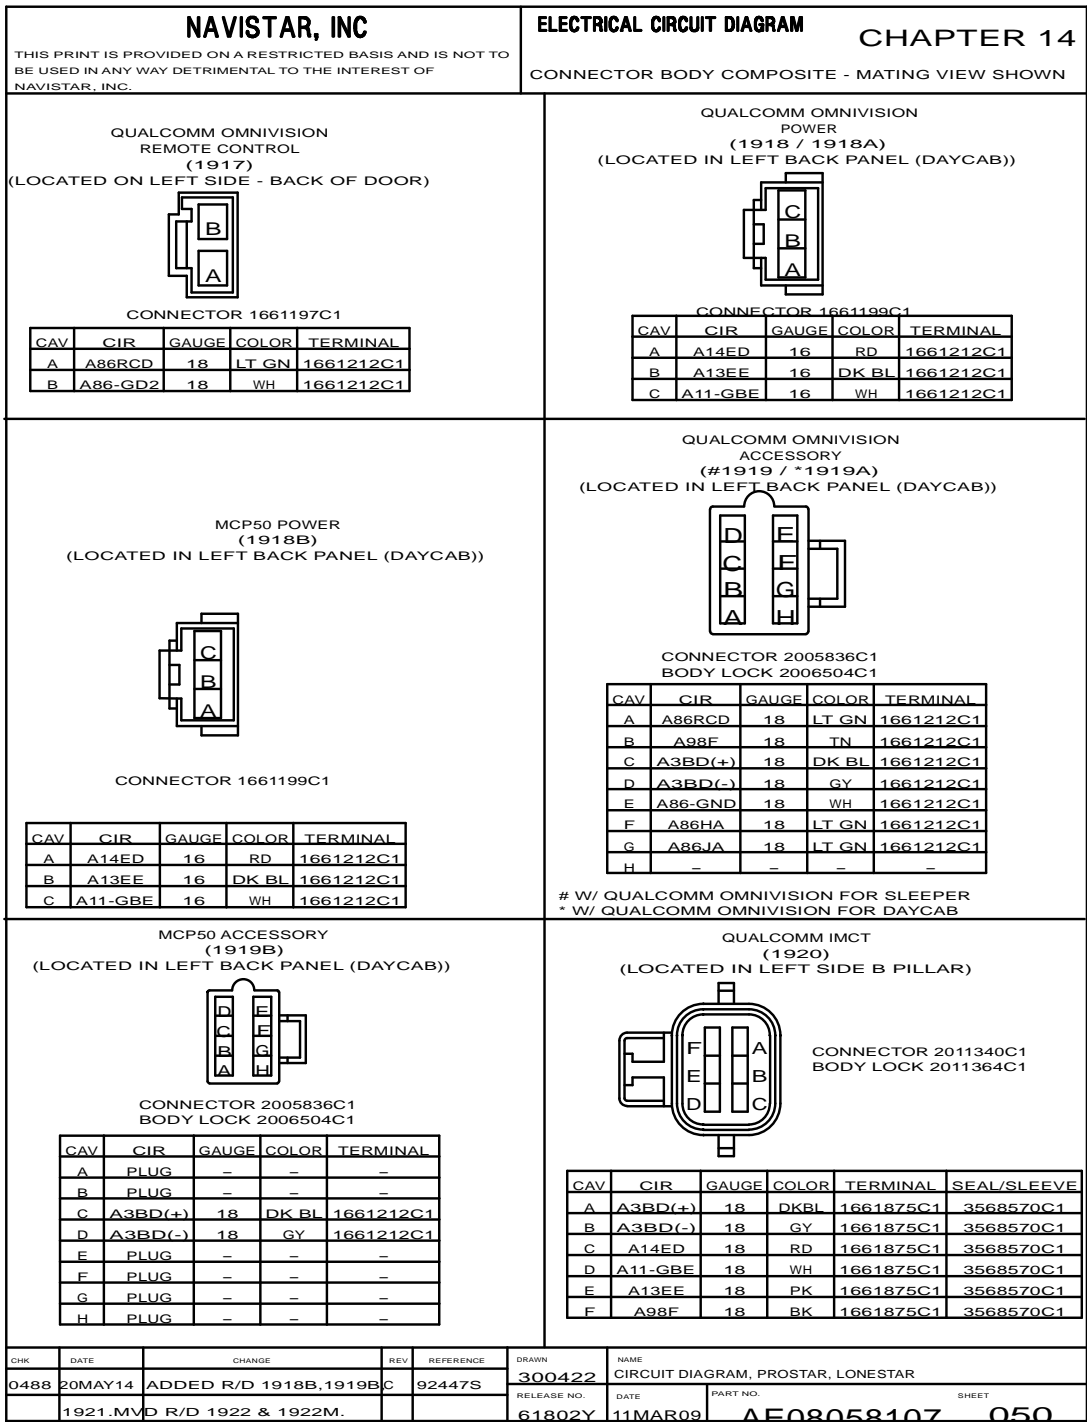 NAVISTAR, INC
THIS PRINT IS PROVIDED ON A RESTRICTED BASIS AND IS NOT TO
BE USED IN ANY WAY DETRIMENTAL TO THE INTEREST OF
NAVISTAR, INC.
ELECTRICAL CIRCUIT DIAGRAM
CHAPTER 14
CONNECTOR BODY COMPOSITE - MATING VIEW SHOWN
QUALCOMM OMNIVISION
REMOTE CONTROL
(1917)
(LOCATED ON LEFT SIDE - BACK OF DOOR)
B
A
CONNECTOR 1661197C1
CAV CIR GAUGE COLOR TERMINAL
A A86RCD 18 LT GN 1661212C1
B A86-GD2 18 WH 1661212C1
QUALCOMM OMNIVISION
POWER
(1918 / 1918A)
(LOCATED IN LEFT BACK PANEL (DAYCAB))
C
B
A
CONNECTOR 1661199C1
CAV CIR GAUGE COLOR TERMINAL
A A14ED 16 RD 1661212C1
B A13EE 16 DK BL 1661212C1
C A11-GBE 16 WH 1661212C1
MCP50 POWER
(1918B)
(LOCATED IN LEFT BACK PANEL (DAYCAB))
C
B
A
CONNECTOR 1661199C1
CAV CIR GAUGE COLOR TERMINAL
A A14ED 16 RD 1661212C1
B A13EE 16 DK BL 1661212C1
C A11-GBE 16 WH 1661212C1
QUALCOMM OMNIVISION
ACCESSORY
(#1919 / *1919A)
(LOCATED IN LEFT BACK PANEL (DAYCAB))
D E
C F
B G
A H
CONNECTOR 2005836C1
BODY LOCK 2006504C1
CAV CIR GAUGE COLOR TERMINAL
A A86RCD 18 LT GN 1661212C1
B A98F 18 TN 1661212C1
C A3BD(+) 18 DK BL 1661212C1
D A3BD(-) 18 GY 1661212C1
E A86-GND 18 WH 1661212C1
F A86HA 18 LT GN 1661212C1
G A86JA 18 LT GN 1661212C1
H – – – –
# W/ QUALCOMM OMNIVISION FOR SLEEPER
* W/ QUALCOMM OMNIVISION FOR DAYCAB
MCP50 ACCESSORY
(1919B)
(LOCATED IN LEFT BACK PANEL (DAYCAB))
D E
C F
B G
A H
CONNECTOR 2005836C1
BODY LOCK 2006504C1
CAV CIR GAUGE COLOR TERMINAL
A PLUG – – –
B PLUG – – –
C A3BD(+) 18 DK BL 1661212C1
D A3BD(-) 18 GY 1661212C1
E PLUG – – –
F PLUG – – –
G PLUG – – –
H PLUG – – –
QUALCOMM IMCT
(1920)
(LOCATED IN LEFT SIDE B PILLAR)
F A
E B
D C
CONNECTOR 2011340C1
BODY LOCK 2011364C1
CAV CIR GAUGE COLOR TERMINAL SEAL/SLEEVE
A A3BD(+) 18 DKBL 1661875C1 3568570C1
B A3BD(-) 18 GY 1661875C1 3568570C1
C A14ED 18 RD 1661875C1 3568570C1
D A11-GBE 18 WH 1661875C1 3568570C1
E A13EE 18 PK 1661875C1 3568570C1
F A98F 18 BK 1661875C1 3568570C1
CHK DATE CHANGE REV REFERENCE
0488 20MAY14 ADDED R/D 1918B,1919B C 92447S
1921.MVD R/D 1922 & 1922M.
DRAWN
300422
NAME
CIRCUIT DIAGRAM, PROSTAR, LONESTAR
RELEASE NO.
61802Y
DATE
11MAR09
PART NO.
AE08058107
SHEET
050